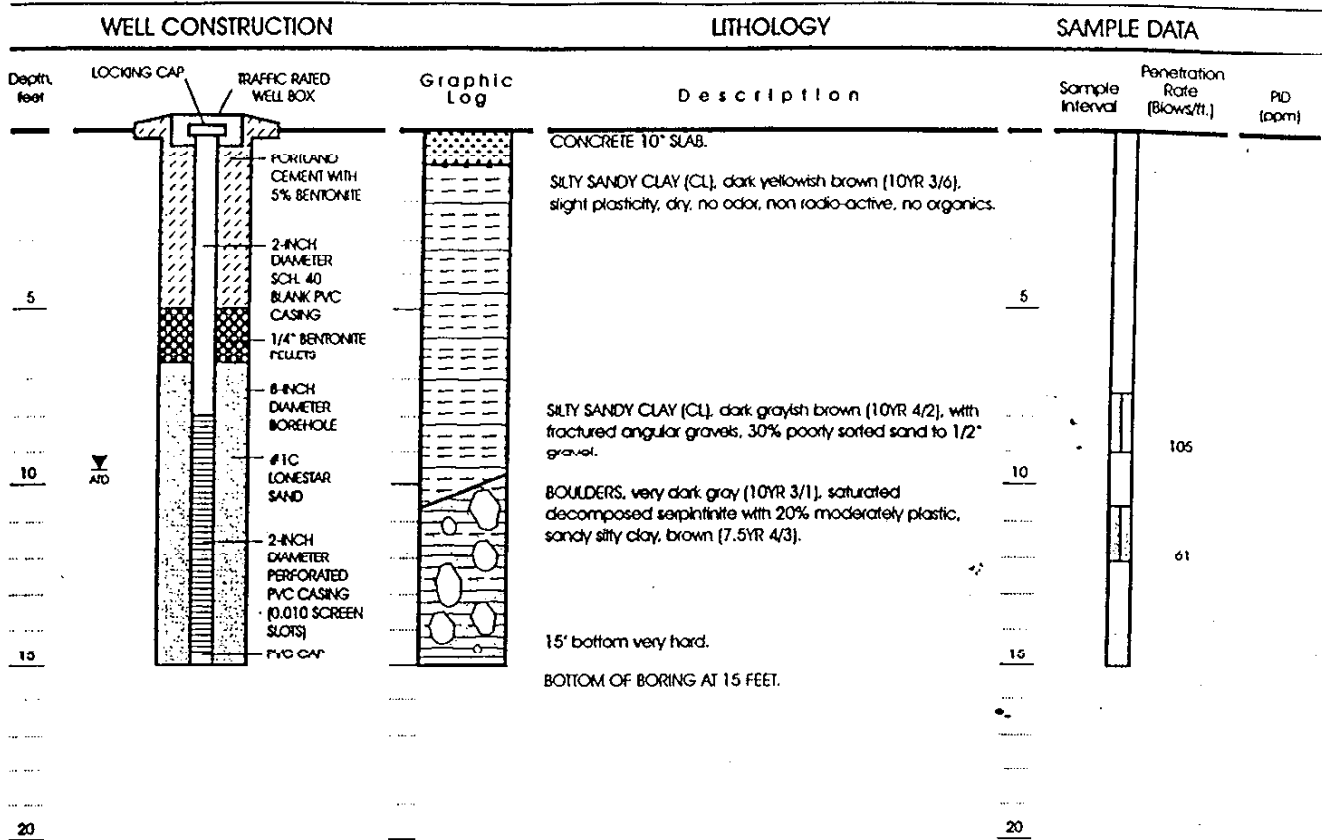 WELL CONSTRUCTION
LITHOLOGY
SAMPLE DATA
Depth, feet
LOCKING CAP
TRAFFIC RATED
WELL BOX
Graphic
Log
Description
Sample
Interval
Penetration
Rate
(Blows/ft.)
PID
(ppm)
PORTLAND
CEMENT WITH
5% BENTONITE
2-INCH
DIAMETER
SCH. 40
BLANK PVC
CASING
1/4" BENTONITE
PELLETS
8-INCH
DIAMETER
BOREHOLE
#1C
LONESTAR
SAND
2-INCH
DIAMETER
PERFORATED
PVC CASING
(0.010 SCREEN
SLOTS)
PVC CAP
5
10
ATD
15
20
CONCRETE 10" SLAB.
SILTY SANDY CLAY (CL), dark yellowish brown (10YR 3/6),
slight plasticity, dry, no odor, non radio-active, no organics.
SILTY SANDY CLAY (CL), dark grayish brown (10YR 4/2), with
fractured angular gravels, 30% poorly sorted sand to 1/2"
gravel.
BOULDERS, very dark gray (10YR 3/1), saturated
decomposed serphtinite with 20% moderately plastic,
sandy silty clay, brown (7.5YR 4/3).
15' bottom very hard.
BOTTOM OF BORING AT 15 FEET.
5
10
15
20
105
61